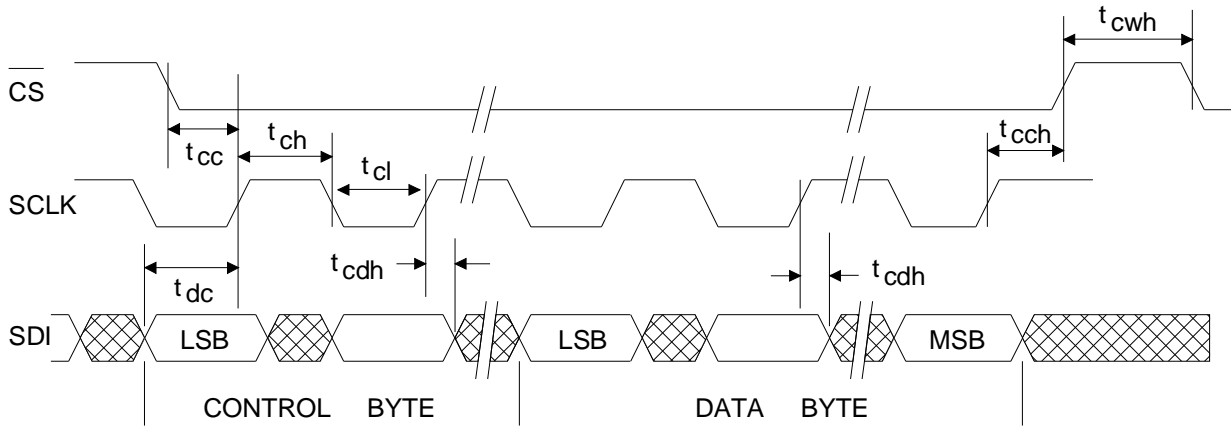 t cwh
CS
t cc
t ch
t cch
t cl
SCLK
t cdh
t cdh
t dc
SDI
LSB
LSB
MSB
CONTROL BYTE
DATA BYTE